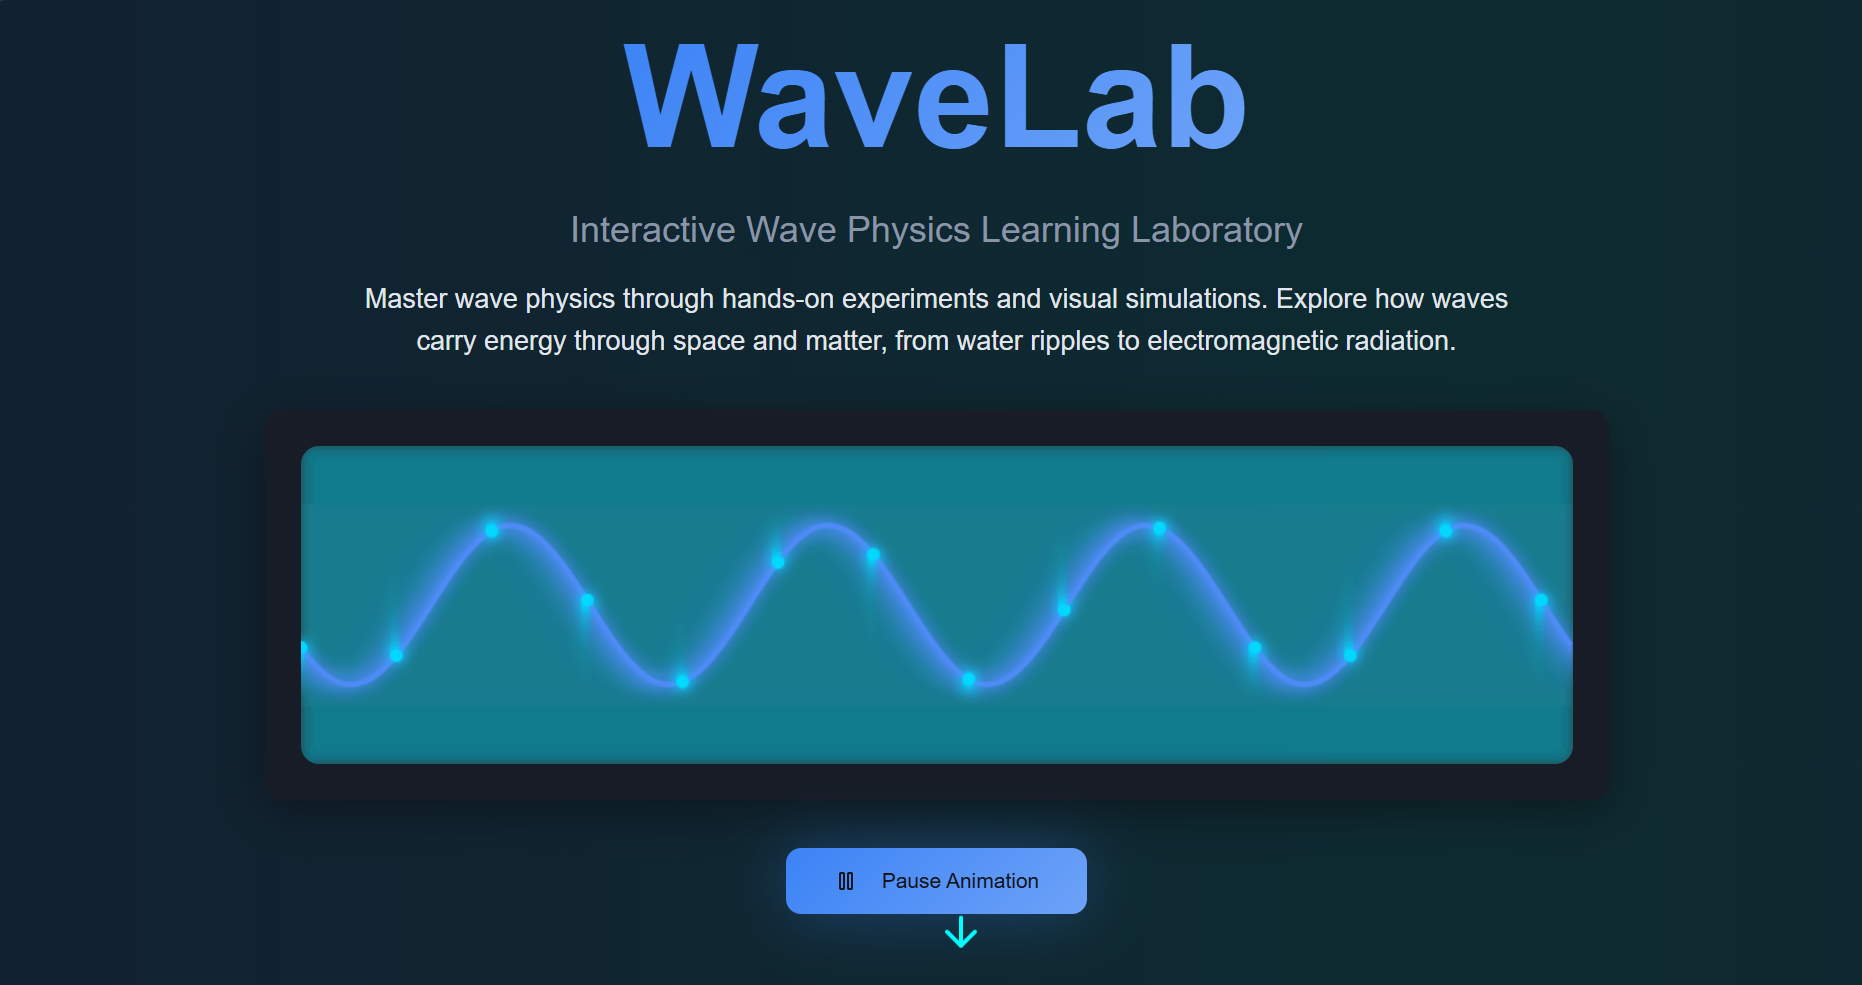 WaveLab
Interactive Wave Physics Learning Laboratory
Master wave physics through hands-on experiments and visual simulations. Explore how waves
carry energy through space and matter, from water ripples to electromagnetic radiation.
Pause Animation